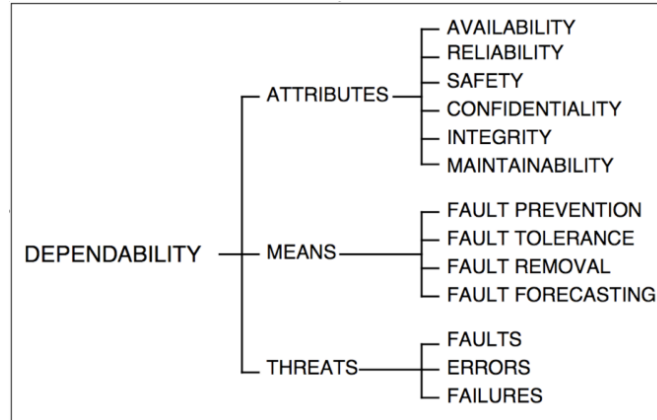 DEPENDABILITY
ATTRIBUTES
AVAILABILITY
RELIABILITY
SAFETY
CONFIDENTIALITY
INTEGRITY
MAINTAINABILITY
MEANS
FAULT PREVENTION
FAULT TOLERANCE
FAULT REMOVAL
FAULT FORECASTING
THREATS
FAULTS
ERRORS
FAILURES